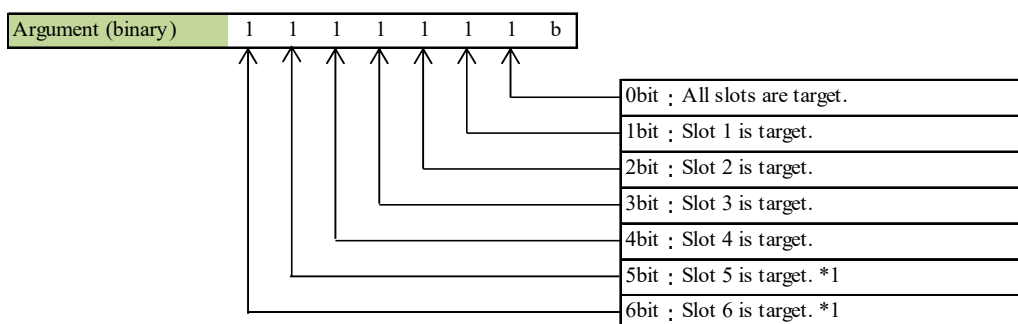 Argument (binary) 1 1 1 1 1 1 1 b
0bit : All slots are target.
1bit : Slot 1 is target.
2bit : Slot 2 is target.
3bit : Slot 3 is target.
4bit : Slot 4 is target.
5bit : Slot 5 is target. *1
6bit : Slot 6 is target. *1